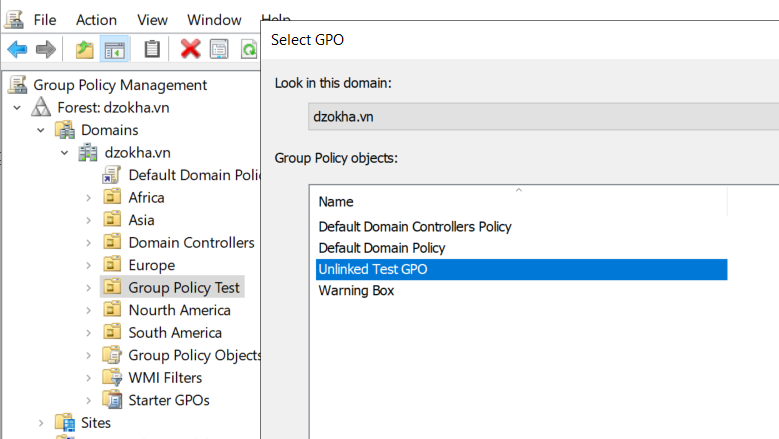 File Action View Window Help
Select GPO
Group Policy Management
Forest: dzokha.vn
Domains
dzokha.vn
Default Domain Poli
Africa
Asia
Domain Controllers
Europe
Group Policy Test
Nourth America
South America
Group Policy Objects
WMI Filters
Starter GPOs
Sites
Look in this domain:
dzokha.vn
Group Policy objects:
Name
Default Domain Controllers Policy
Default Domain Policy
Unlinked Test GPO
Warning Box